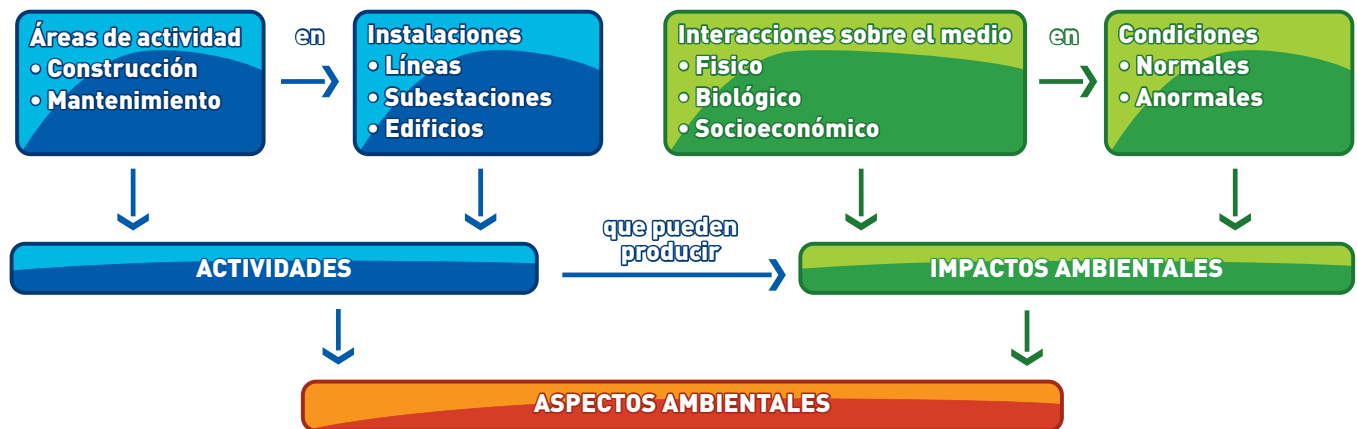 Áreas de actividad
• Construcción
• Mantenimiento
en
Instalaciones
• Líneas
• Subestaciones
• Edificios
Interacciones sobre el medio
• Fisico
• Biológico
• Socioeconómico
en
Condiciones
• Normales
• Anormales
ACTIVIDADES
que pueden
producir
IMPACTOS AMBIENTALES
ASPECTOS AMBIENTALES